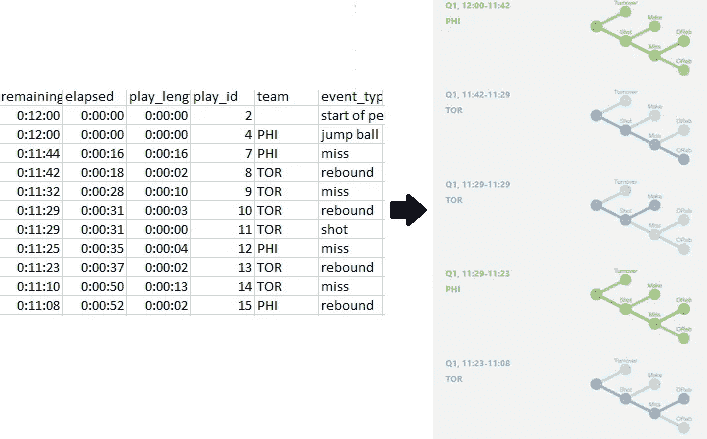 remaining elapsed play_leng play_id team event_typ
0:12:00 0:00:00 0:00:00 2 start of pe
0:12:00 0:00:00 0:00:00 4 PHI jump ball
0:11:44 0:00:16 0:00:16 7 PHI miss
0:11:42 0:00:18 0:00:02 8 TOR rebound
0:11:32 0:00:28 0:00:10 9 TOR miss
0:11:29 0:00:31 0:00:03 10 TOR rebound
0:11:29 0:00:31 0:00:00 11 TOR shot
0:11:25 0:00:35 0:00:04 12 PHI miss
0:11:23 0:00:37 0:00:02 13 TOR rebound
0:11:10 0:00:50 0:00:13 14 TOR miss
0:11:08 0:00:52 0:00:02 15 PHI rebound
Q1, 12:00-11:42
PHI
Turnover
Shot Make
Miss OReb
DReb
Q1, 11:42-11:29
TOR
Turnover
Shot Make
Miss OReb
DReb
Q1, 11:29-11:29
TOR
Turnover
Shot Make
Miss OReb
DReb
Q1, 11:29-11:23
PHI
Turnover
Shot Make
Miss OReb
DReb
Q1, 11:23-11:08
TOR
Turnover
Shot Make
Miss OReb
DReb